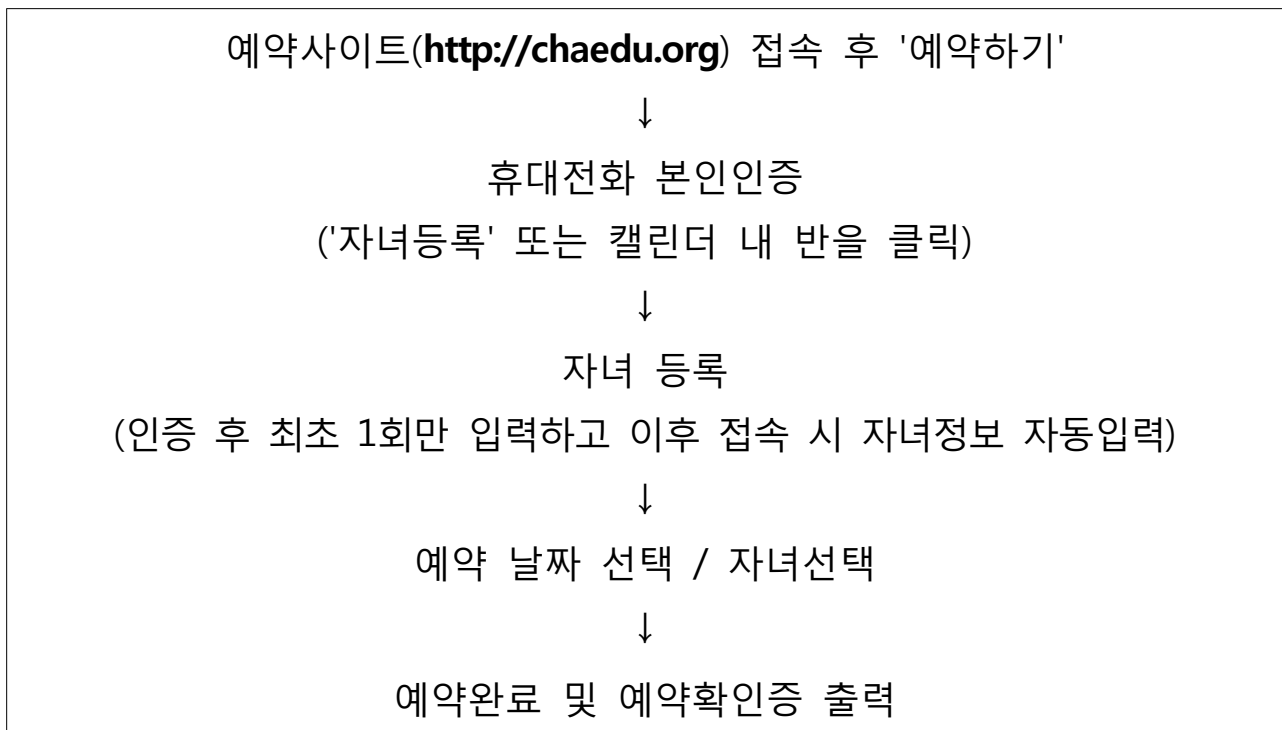 예약사이트(http://chaedu.org) 접속 후 '예약하기'
↓
휴대전화 본인인증
('자녀등록' 또는 캘린더 내 반을 클릭)
↓
자녀 등록
(인증 후 최초 1회만 입력하고 이후 접속 시 자녀정보 자동입력)
↓
예약 날짜 선택 / 자녀선택
↓
예약완료 및 예약확인증 출력